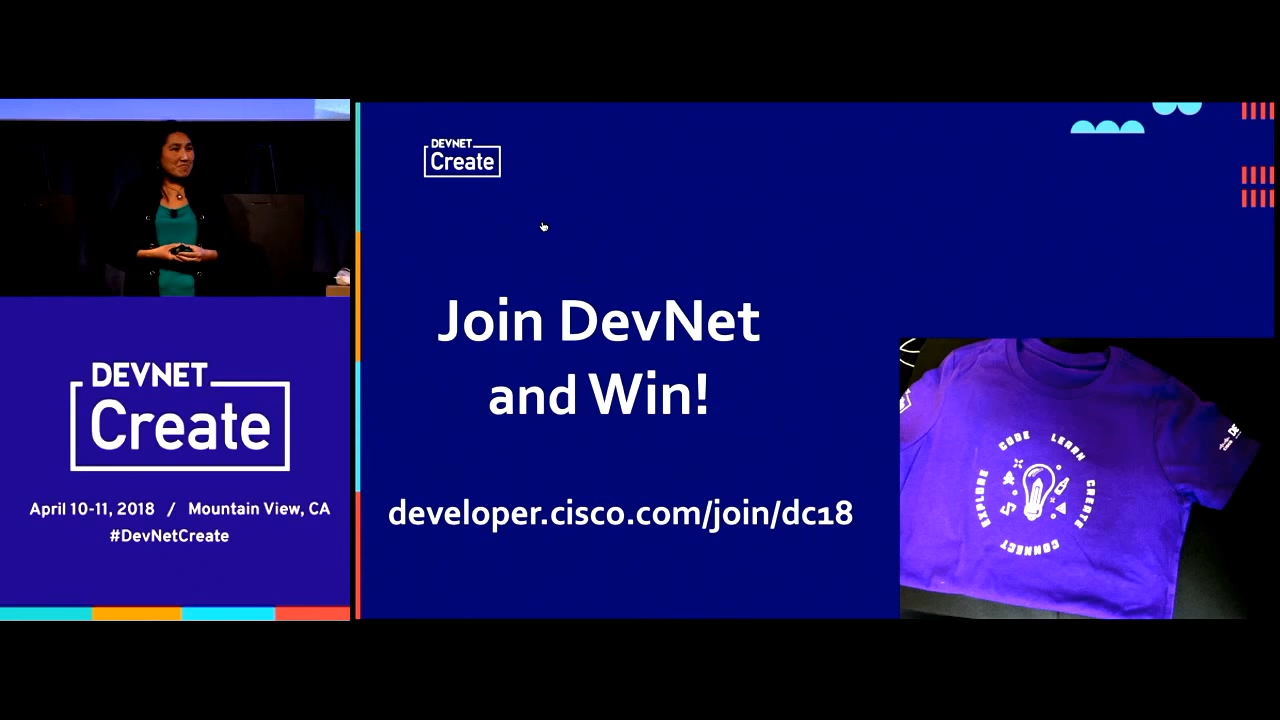 DEVNET
Create
April 10-11, 2018 / Mountain View, CA
#DevNetCreate
DEVNET
Create
Join DevNet
and Win!
developer.cisco.com/join/dc18
CODE LEARN CREATE CONNECT EXPLORE
DE